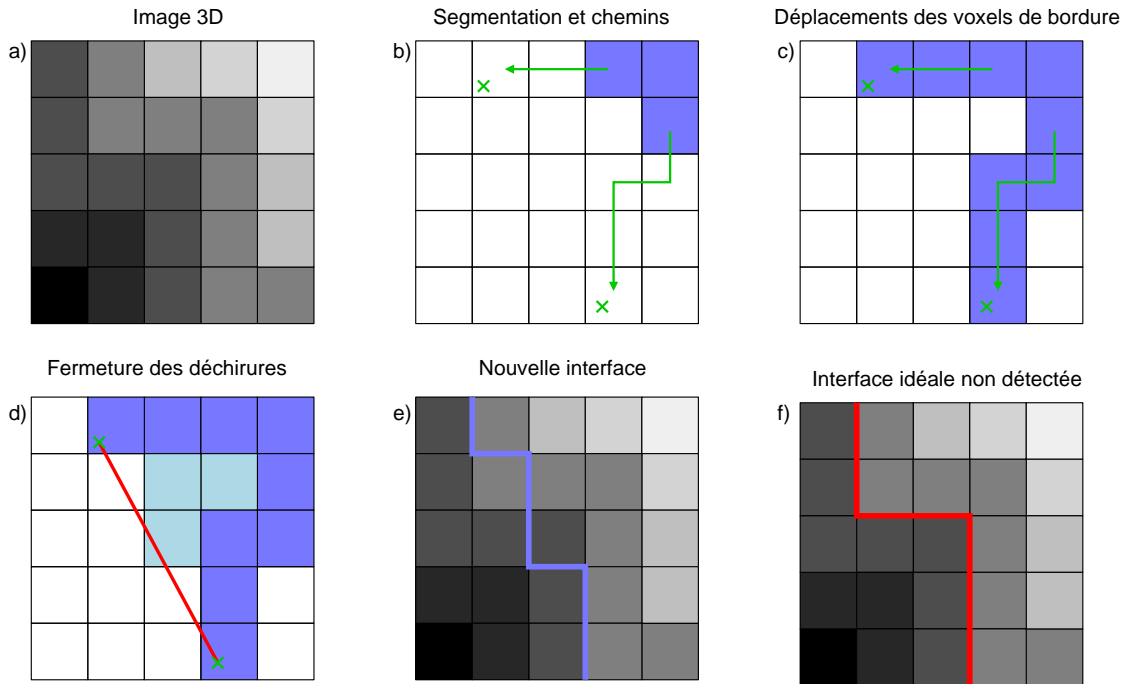 Image 3D
Segmentation et chemins
Déplacements des voxels de bordure
a)
b)
c)
Fermeture des déchirures
Nouvelle interface
Interface idéale non détectée
d)
e)
f)